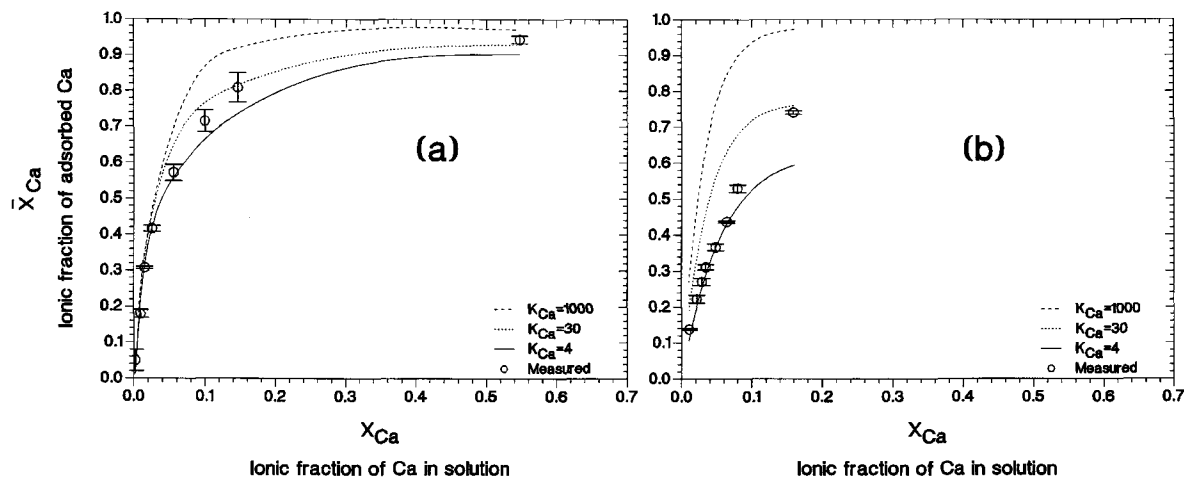 1.0
0.9
0.8
0.7
0.6
0.5
0.4
0.3
0.2
0.1
0.0
X̄Ca
Ionic fraction of adsorbed Ca
(a)
KCa=1000
KCa=30
KCa=4
Measured
0.0 0.1 0.2 0.3 0.4 0.5 0.6 0.7
XCa
Ionic fraction of Ca in solution
1.0
0.9
0.8
0.7
0.6
0.5
0.4
0.3
0.2
0.1
0.0
(b)
KCa=1000
KCa=30
KCa=4
Measured
0.0 0.1 0.2 0.3 0.4 0.5 0.6 0.7
XCa
Ionic fraction of Ca in solution